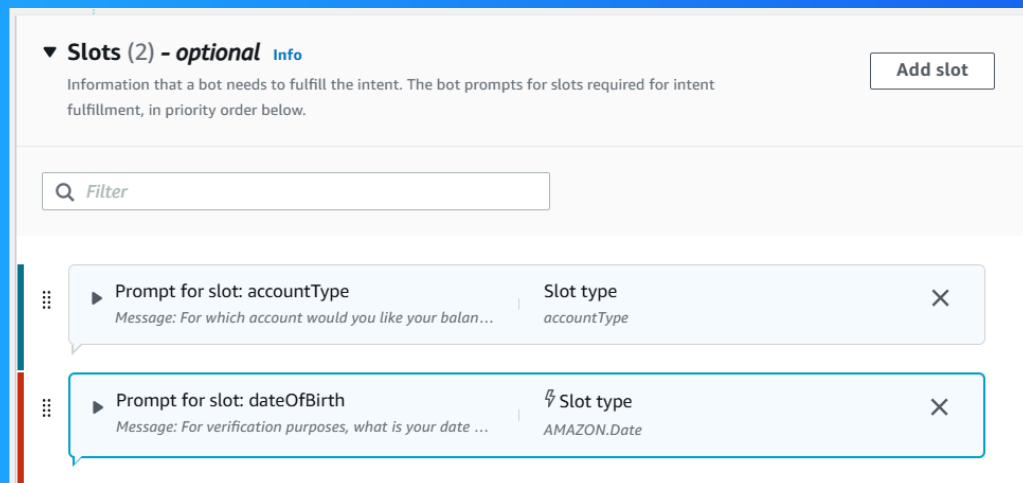 Slots (2) - optional Info
Add slot
Information that a bot needs to fulfill the intent. The bot prompts for slots required for intent
fulfillment, in priority order below.
Filter
Prompt for slot: accountType
Message: For which account would you like your balan...
Slot type
accountType
Prompt for slot: dateOfBirth
Message: For verification purposes, what is your date ...
Slot type
AMAZON.Date